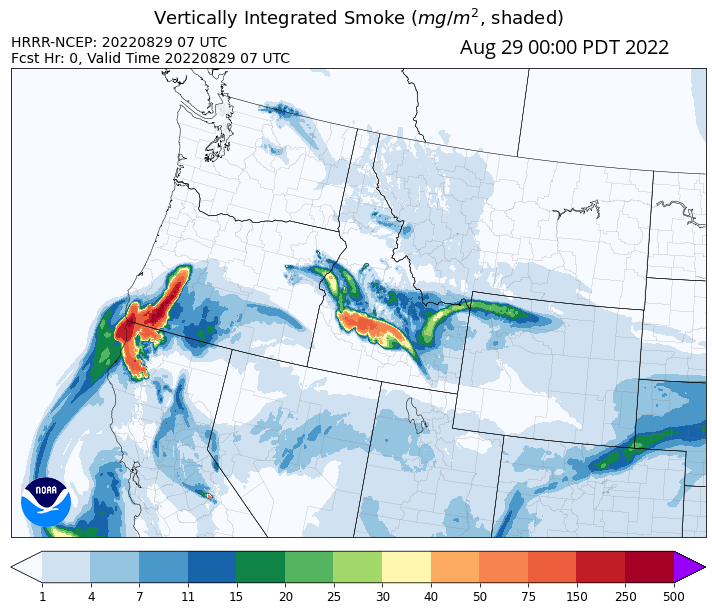 Vertically Integrated Smoke (mg/m², shaded)
HRRR-NCEP: 20220829 07 UTC
Aug 29 00:00 PDT 2022
Fcst Hr: 0, Valid Time 20220829 07 UTC
NOAA
1 4 7 11 15 20 25 30 40 50 75 150 250 500